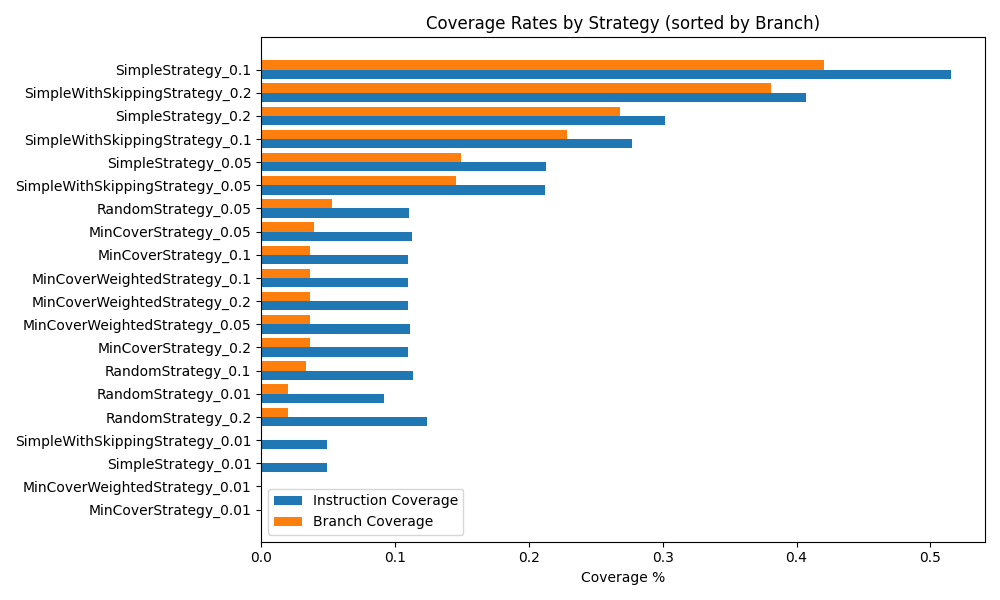 Coverage Rates by Strategy (sorted by Branch)
SimpleStrategy_0.1
SimpleWithSkippingStrategy_0.2
SimpleStrategy_0.2
SimpleWithSkippingStrategy_0.1
SimpleStrategy_0.05
SimpleWithSkippingStrategy_0.05
RandomStrategy_0.05
MinCoverStrategy_0.05
MinCoverStrategy_0.1
MinCoverWeightedStrategy_0.1
MinCoverWeightedStrategy_0.2
MinCoverWeightedStrategy_0.05
MinCoverStrategy_0.2
RandomStrategy_0.1
RandomStrategy_0.01
RandomStrategy_0.2
SimpleWithSkippingStrategy_0.01
SimpleStrategy_0.01
MinCoverWeightedStrategy_0.01
MinCoverStrategy_0.01
Instruction Coverage
Branch Coverage
0.0 0.1 0.2 0.3 0.4 0.5
Coverage %